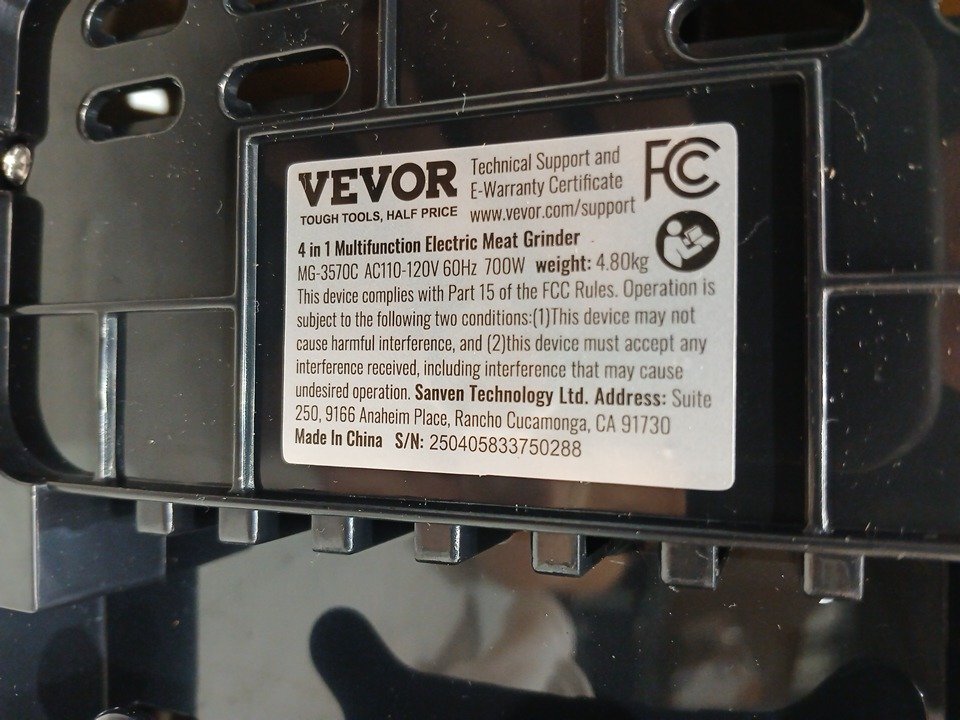 VEVOR
TOUGH TOOLS, HALF PRICE
Technical Support and
E-Warranty Certificate
www.vevor.com/support
FCC
4 in 1 Multifunction Electric Meat Grinder
MG-3570C AC110-120V 60Hz 700W weight: 4.80kg
This device complies with Part 15 of the FCC Rules. Operation is
subject to the following two conditions:(1)This device may not
cause harmful interference, and (2)this device must accept any
interference received, including interference that may cause
undesired operation. Sanven Technology Ltd. Address: Suite
250, 9166 Anaheim Place, Rancho Cucamonga, CA 91730
Made In China S/N: 250405833750288